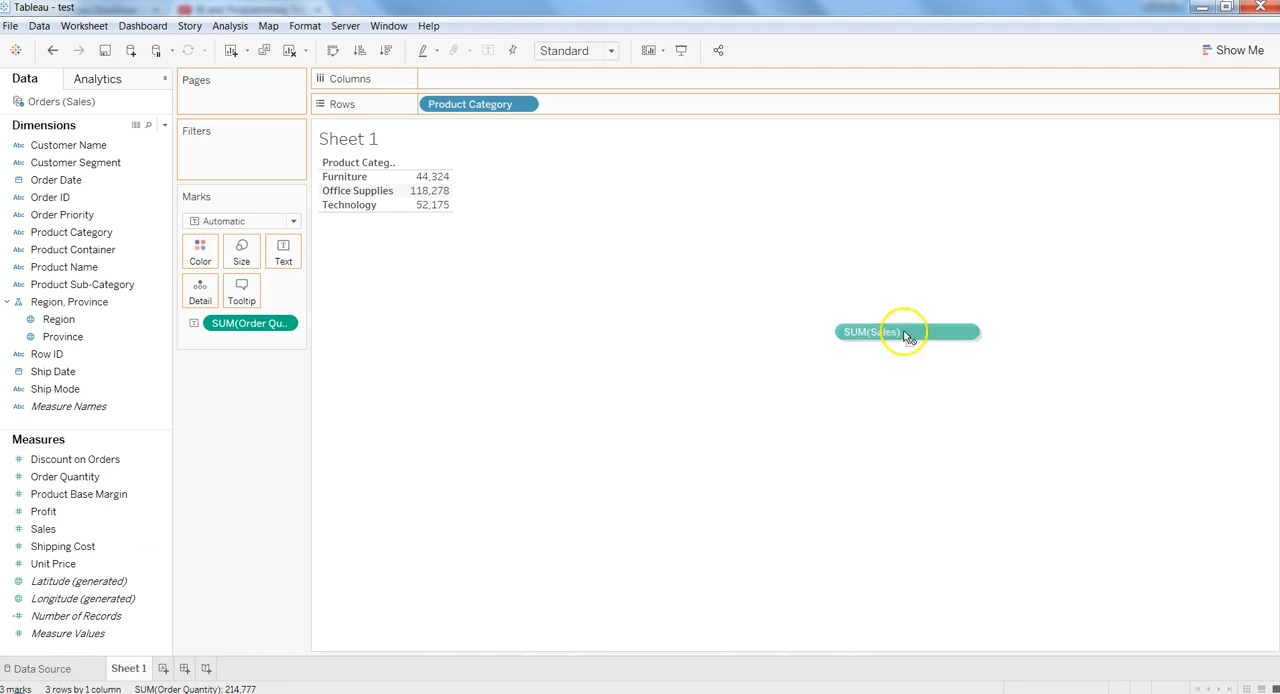 Tableau - test
File Data Worksheet Dashboard Story Analysis Map Format Server Window Help
Standard
Show Me
Data Analytics
Pages
Columns
Orders (Sales)
Rows Product Category
Dimensions
Filters
Sheet 1
Customer Name
Customer Segment
Order Date
Order ID
Order Priority
Product Category
Product Container
Product Name
Product Sub-Category
Region, Province
Region
Province
Row ID
Ship Date
Ship Mode
Measure Names
Marks
Automatic
Color Size Text
Detail Tooltip
SUM(Order Qu..
Product Categ..
Furniture 44,324
Office Supplies 118,278
Technology 52,175
SUM(Sales)
Measures
Discount on Orders
Order Quantity
Product Base Margin
Profit
Sales
Shipping Cost
Unit Price
Latitude (generated)
Longitude (generated)
Number of Records
Measure Values
Data Source Sheet 1
3 marks 3 rows by 1 column SUM(Order Quantity): 214,777